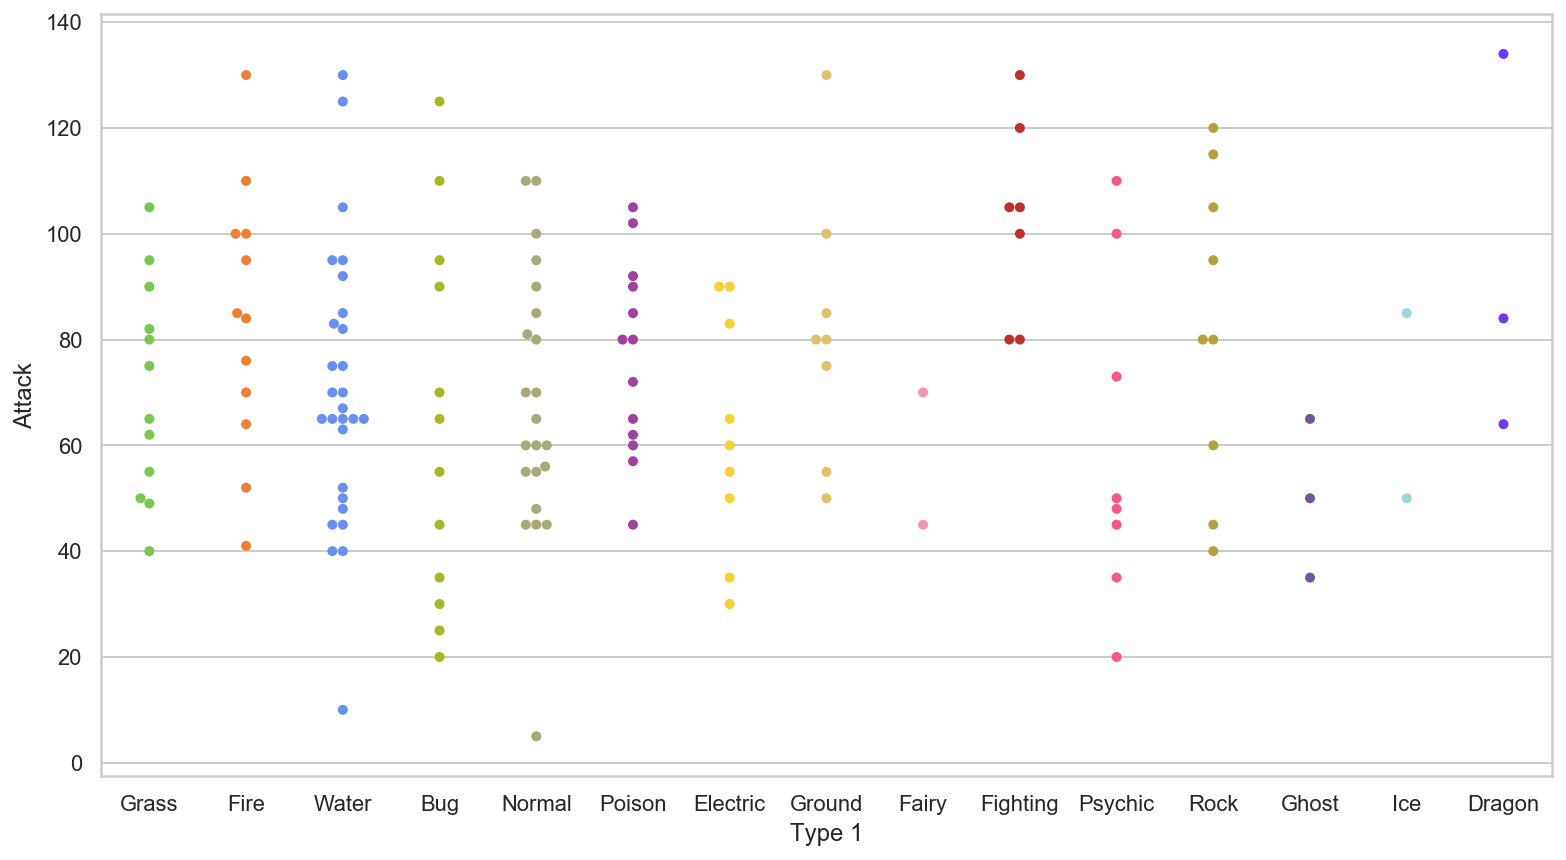 140
120
100
80
60
40
20
0
Attack
Grass Fire Water Bug Normal Poison Electric Ground Fairy Fighting Psychic Rock Ghost Ice Dragon
Type 1